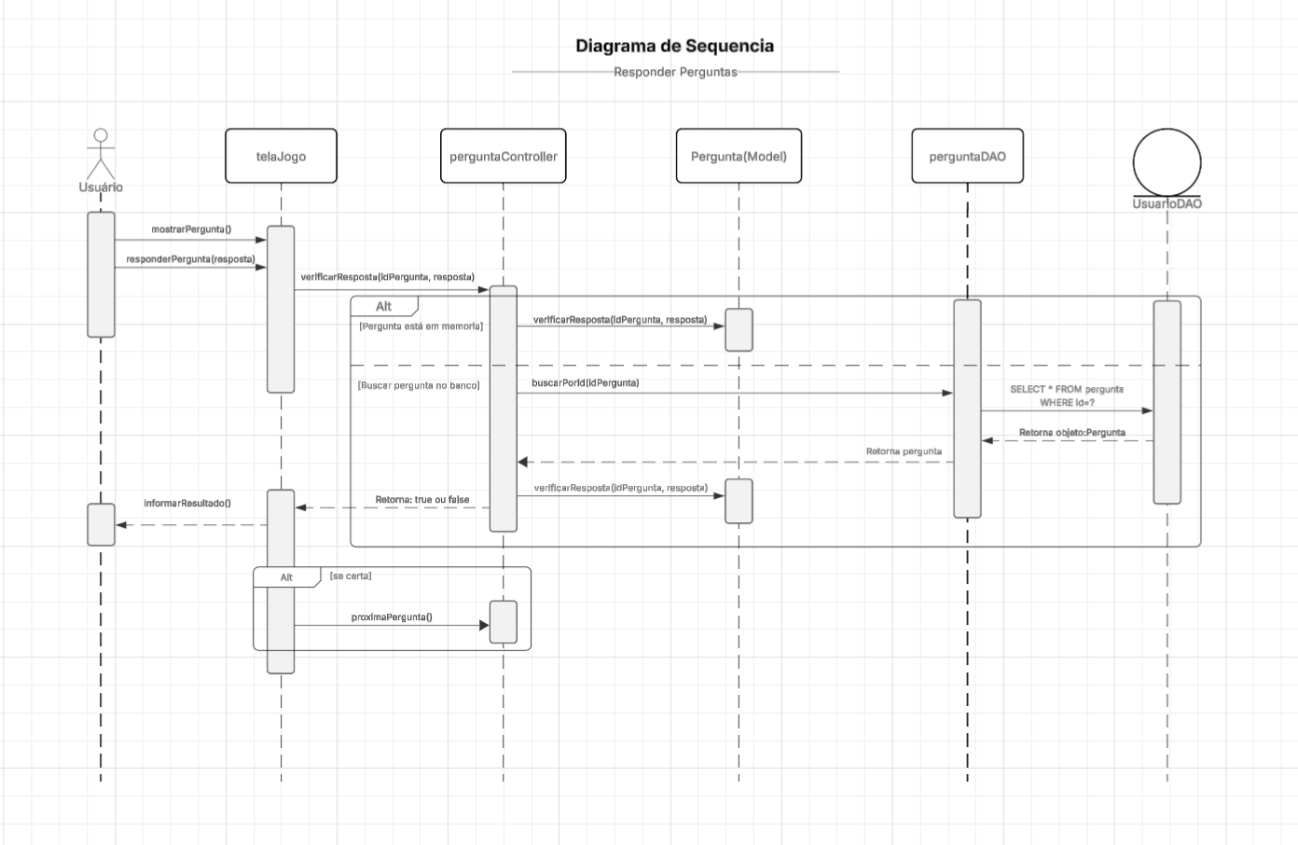 Diagrama de Sequencia
Responder Perguntas
Usuário
telaJogo
perguntaController
Pergunta(Model)
perguntaDAO
UsuarioDAO
mostrarPergunta()
responderPergunta(resposta)
verificarResposta(idPergunta, resposta)
Alt
[Pergunta está em memoria]
verificarResposta(idPergunta, resposta)
[Buscar pergunta no banco]
buscarPorId(idPergunta)
SELECT * FROM pergunta
WHERE id=?
Retorna objeto:Pergunta
Retorna pergunta
verificarResposta(idPergunta, resposta)
Retorna: true ou false
informarResultado()
Alt
[se certa]
proximaPergunta()